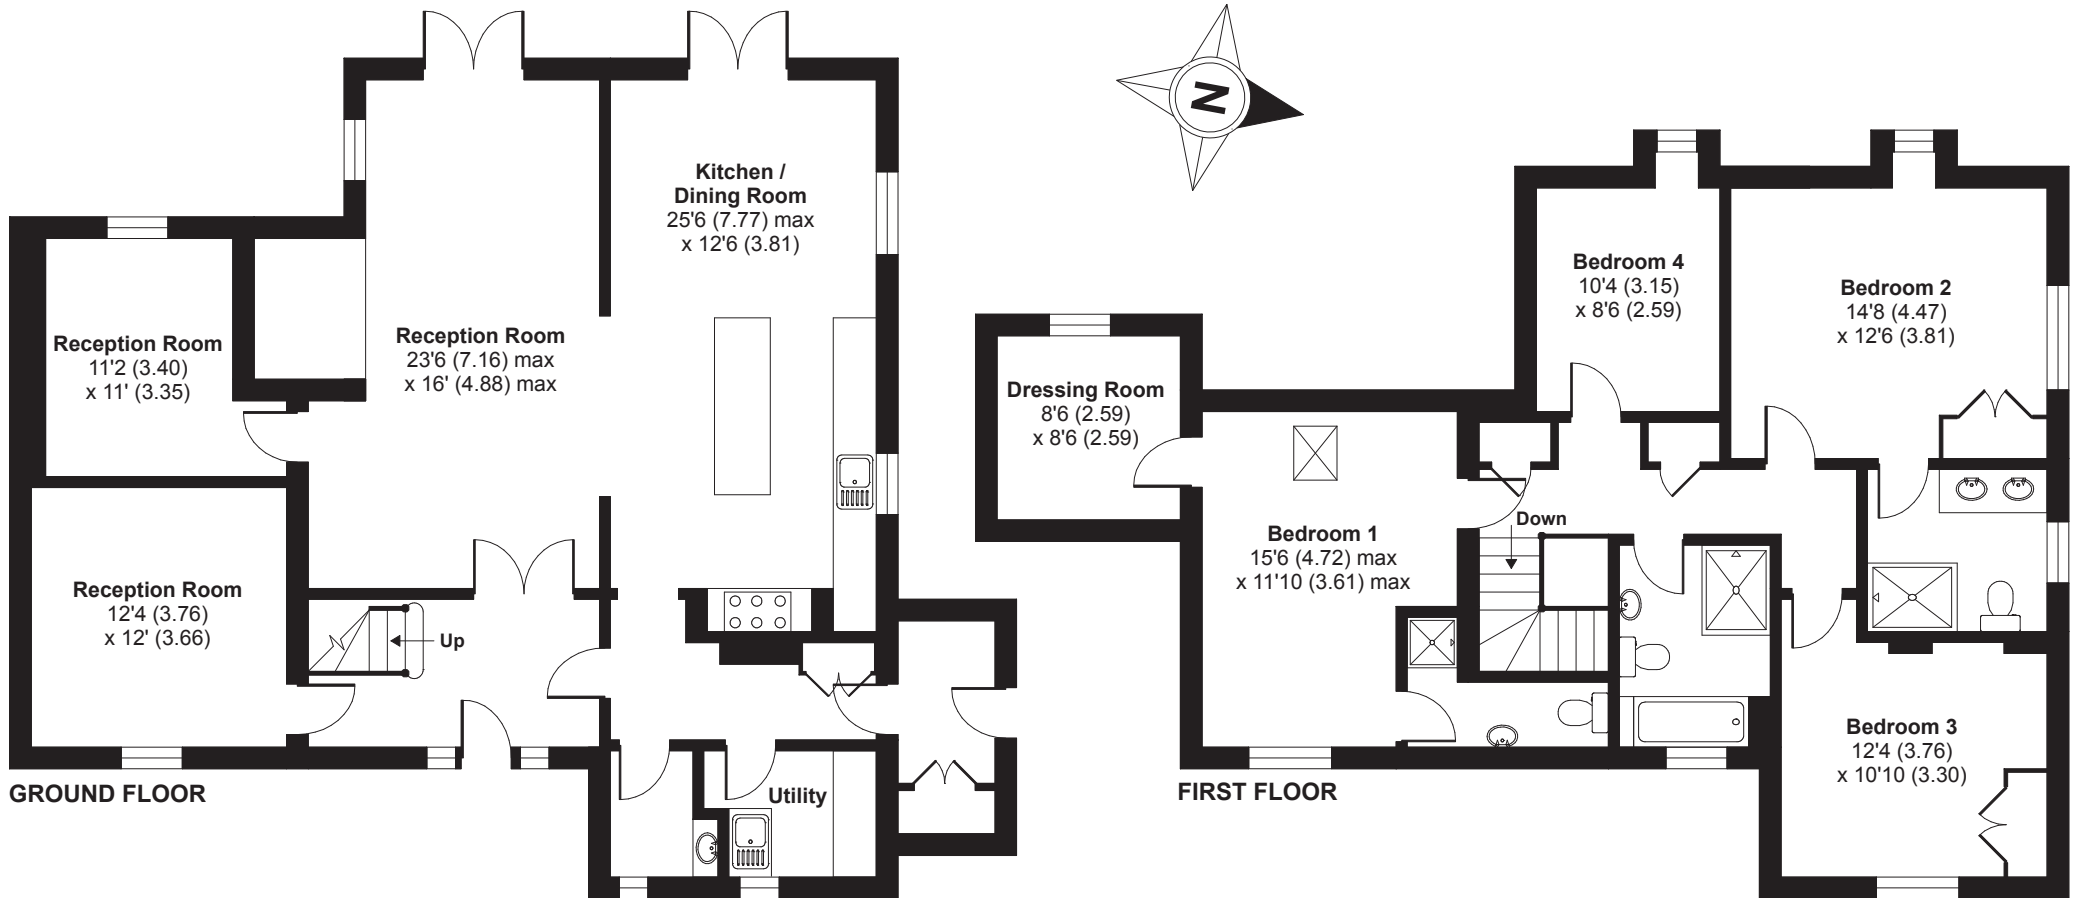 Kitchen /
Dining Room
25'6 (7.77) max
x 12'6 (3.81)
Reception Room
11'2 (3.40)
x 11' (3.35)
Reception Room
23'6 (7.16) max
x 16' (4.88) max
Reception Room
12'4 (3.76)
x 12' (3.66)
Up
Utility
GROUND FLOOR
N
Bedroom 4
10'4 (3.15)
x 8'6 (2.59)
Bedroom 2
14'8 (4.47)
x 12'6 (3.81)
Dressing Room
8'6 (2.59)
x 8'6 (2.59)
Down
Bedroom 1
15'6 (4.72) max
x 11'10 (3.61) max
Bedroom 3
12'4 (3.76)
x 10'10 (3.30)
FIRST FLOOR